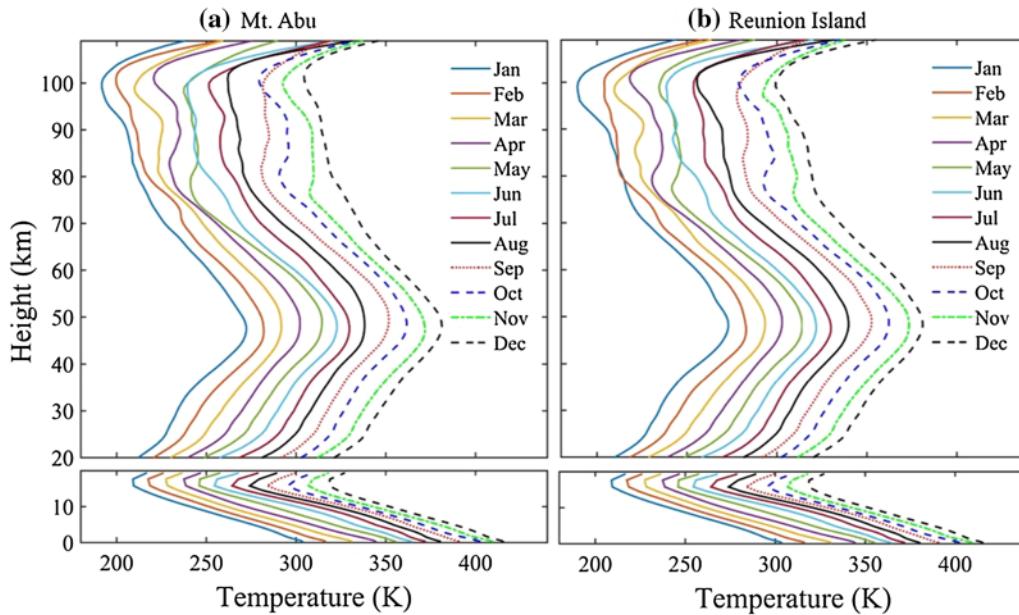 (a) Mt. Abu
(b) Reunion Island
Height (km)
100
90
80
70
60
50
40
30
20
10
0
Jan
Feb
Mar
Apr
May
Jun
Jul
Aug
Sep
Oct
Nov
Dec
Jan
Feb
Mar
Apr
May
Jun
Jul
Aug
Sep
Oct
Nov
Dec
200 250 300 350 400
200 250 300 350 400
Temperature (K)
Temperature (K)